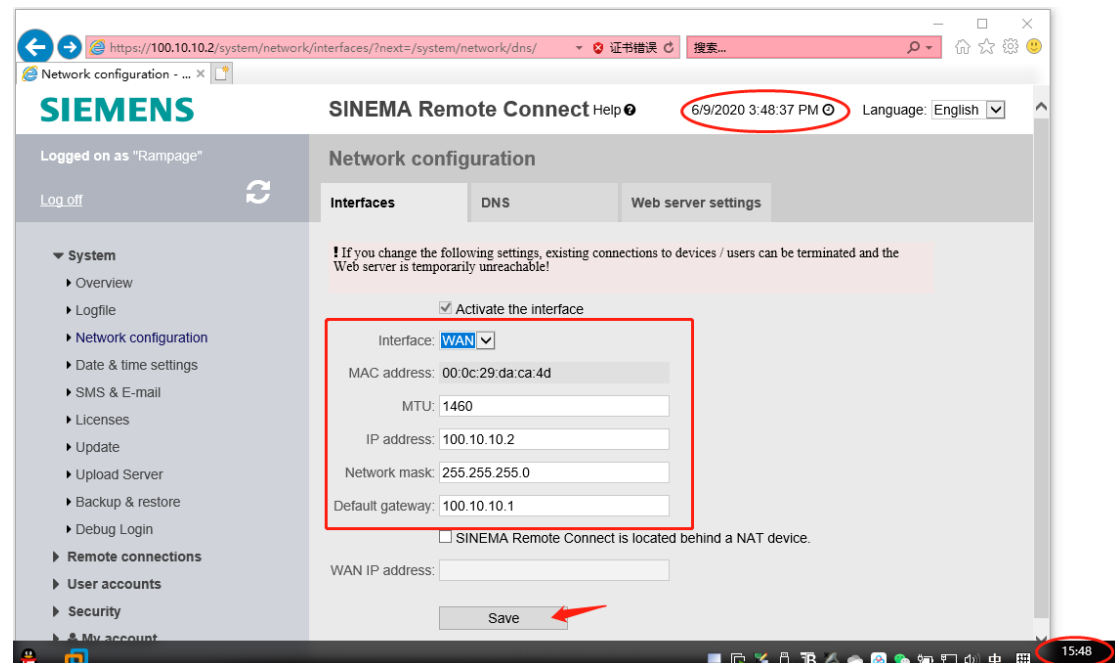 https://100.10.10.2/system/network/interfaces/?next=/system/network/dns/
证书错误
搜索...
Network configuration - ...
SIEMENS
SINEMA Remote Connect
Help
6/9/2020 3:48:37 PM
Language: English
Logged on as "Rampage"
Log off
Network configuration
Interfaces
DNS
Web server settings
System
Overview
Logfile
Network configuration
Date & time settings
SMS & E-mail
Licenses
Update
Upload Server
Backup & restore
Debug Login
Remote connections
User accounts
Security
My account
! If you change the following settings, existing connections to devices / users can be terminated and the
Web server is temporarily unreachable!
Activate the interface
Interface: WAN
MAC address: 00:0c:29:da:ca:4d
MTU: 1460
IP address: 100.10.10.2
Network mask: 255.255.255.0
Default gateway: 100.10.10.1
SINEMA Remote Connect is located behind a NAT device.
WAN IP address:
Save
中
15:48